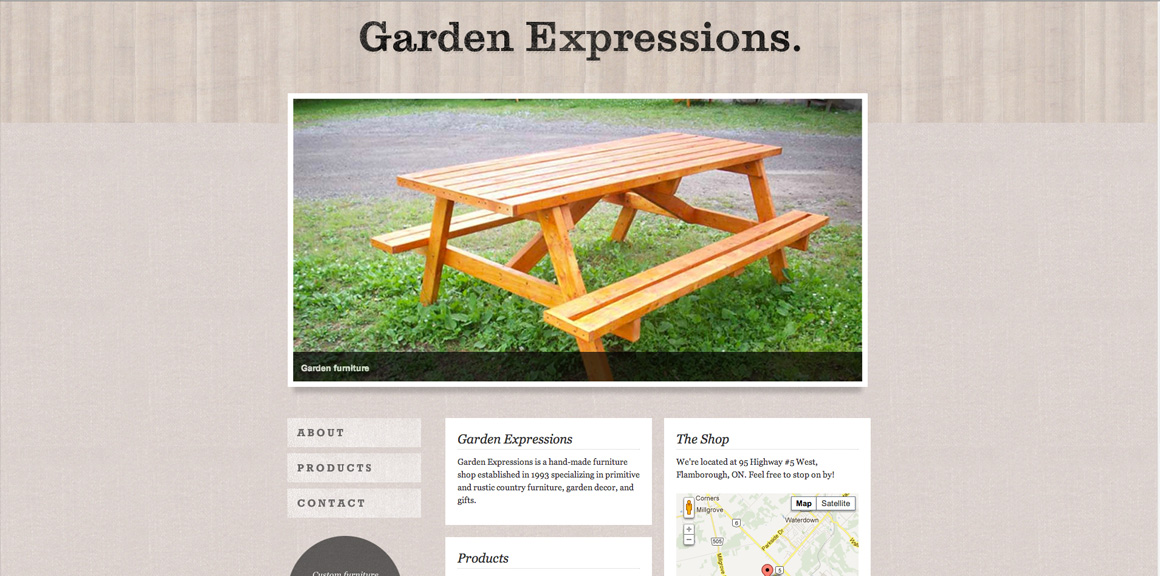 Garden Expressions.
Garden furniture
ABOUT
PRODUCTS
CONTACT
Custom furniture
Garden Expressions
Garden Expressions is a hand-made furniture
shop established in 1993 specializing in primitive
and rustic country furniture, garden decor, and
gifts.
Products
The Shop
We're located at 95 Highway #5 West,
Flamborough, ON. Feel free to stop on by!
Corners
Millgrove
Map
Satellite
6
Waterdown
505
Parkside Dr
5